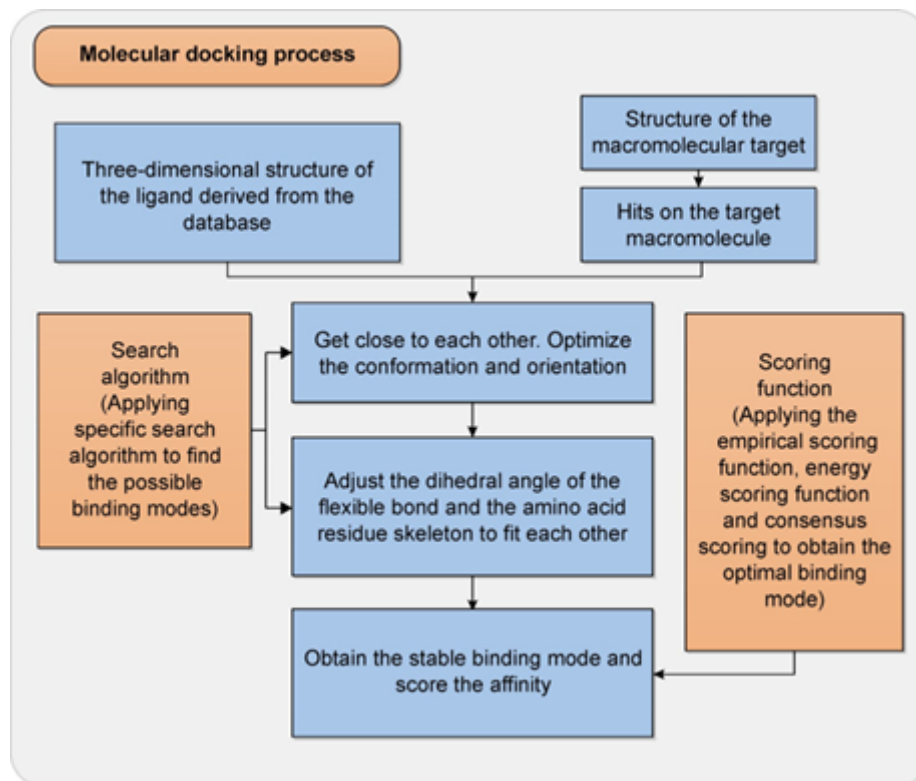 Molecular docking process
Three-dimensional structure of
the ligand derived from the
database
Structure of the
macromolecular target
Hits on the target
macromolecule
Search
algorithm
(Applying
specific search
algorithm to find
the possible
binding modes)
Get close to each other. Optimize
the conformation and orientation
Adjust the dihedral angle of the
flexible bond and the amino acid
residue skeleton to fit each other
Obtain the stable binding mode and
score the affinity
Scoring
function
(Applying the
empirical scoring
function, energy
scoring function
and consensus
scoring to obtain the
optimal binding
mode)